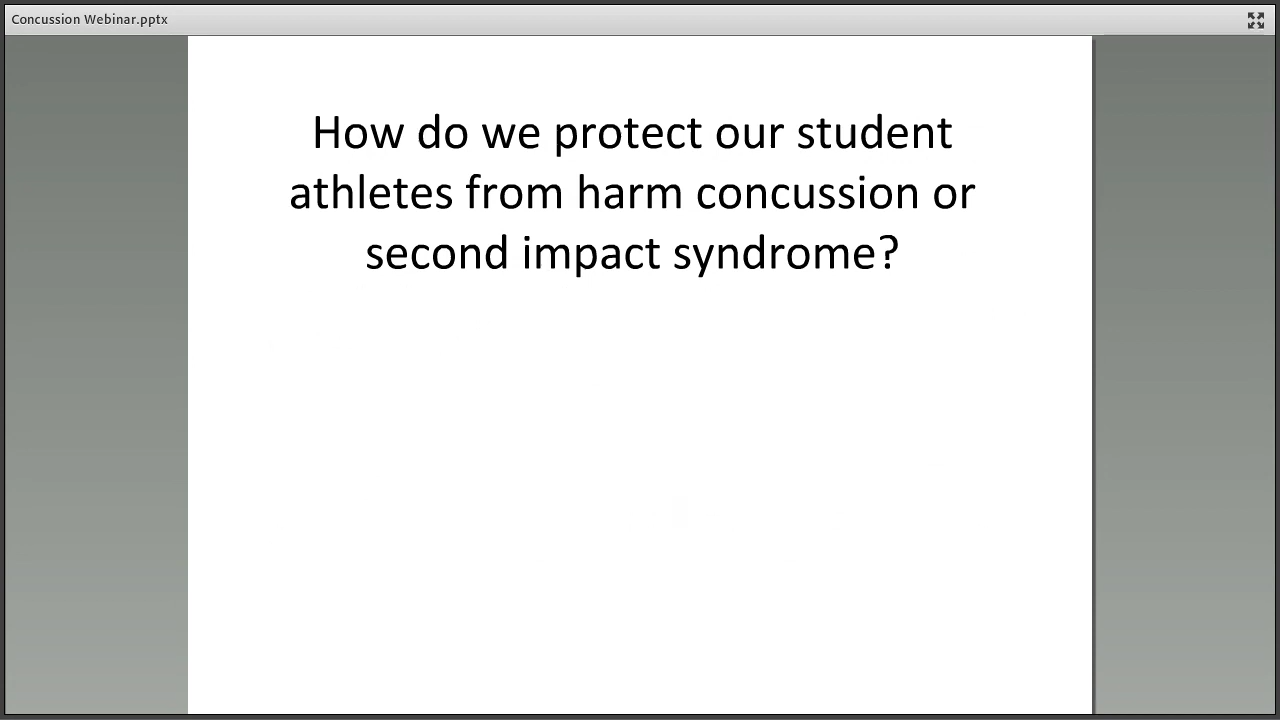 Concussion Webinar.pptx
How do we protect our student
athletes from harm concussion or
second impact syndrome?